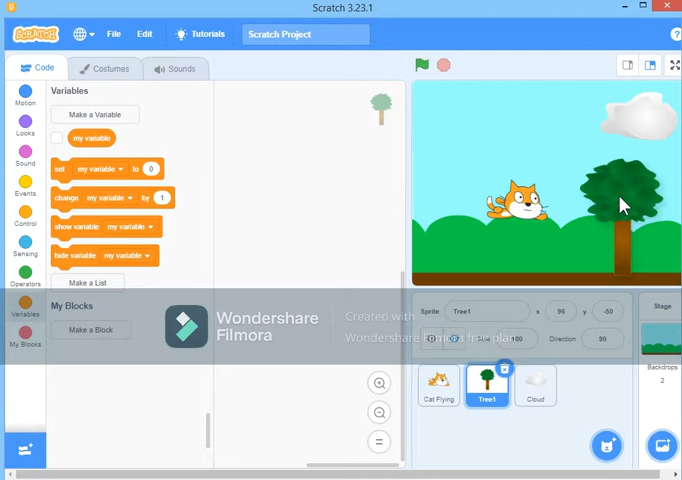 Scratch 3.23.1
SCRATCH File Edit Tutorials Scratch Project ?
Code Costumes Sounds
Motion
Looks
Sound
Events
Control
Sensing
Operators
Variables
My Blocks
Variables
Make a Variable
my variable
set my variable to 0
change my variable by 1
show variable my variable
hide variable my variable
Make a List
My Blocks
Make a Block
Wondershare
Filmora
Created with
Wondershare Filmora free plan
Sprite Tree1 x 96 y -50
100 Direction 90
Cat Flying
Tree1
Cloud
Stage
Backdrops
2